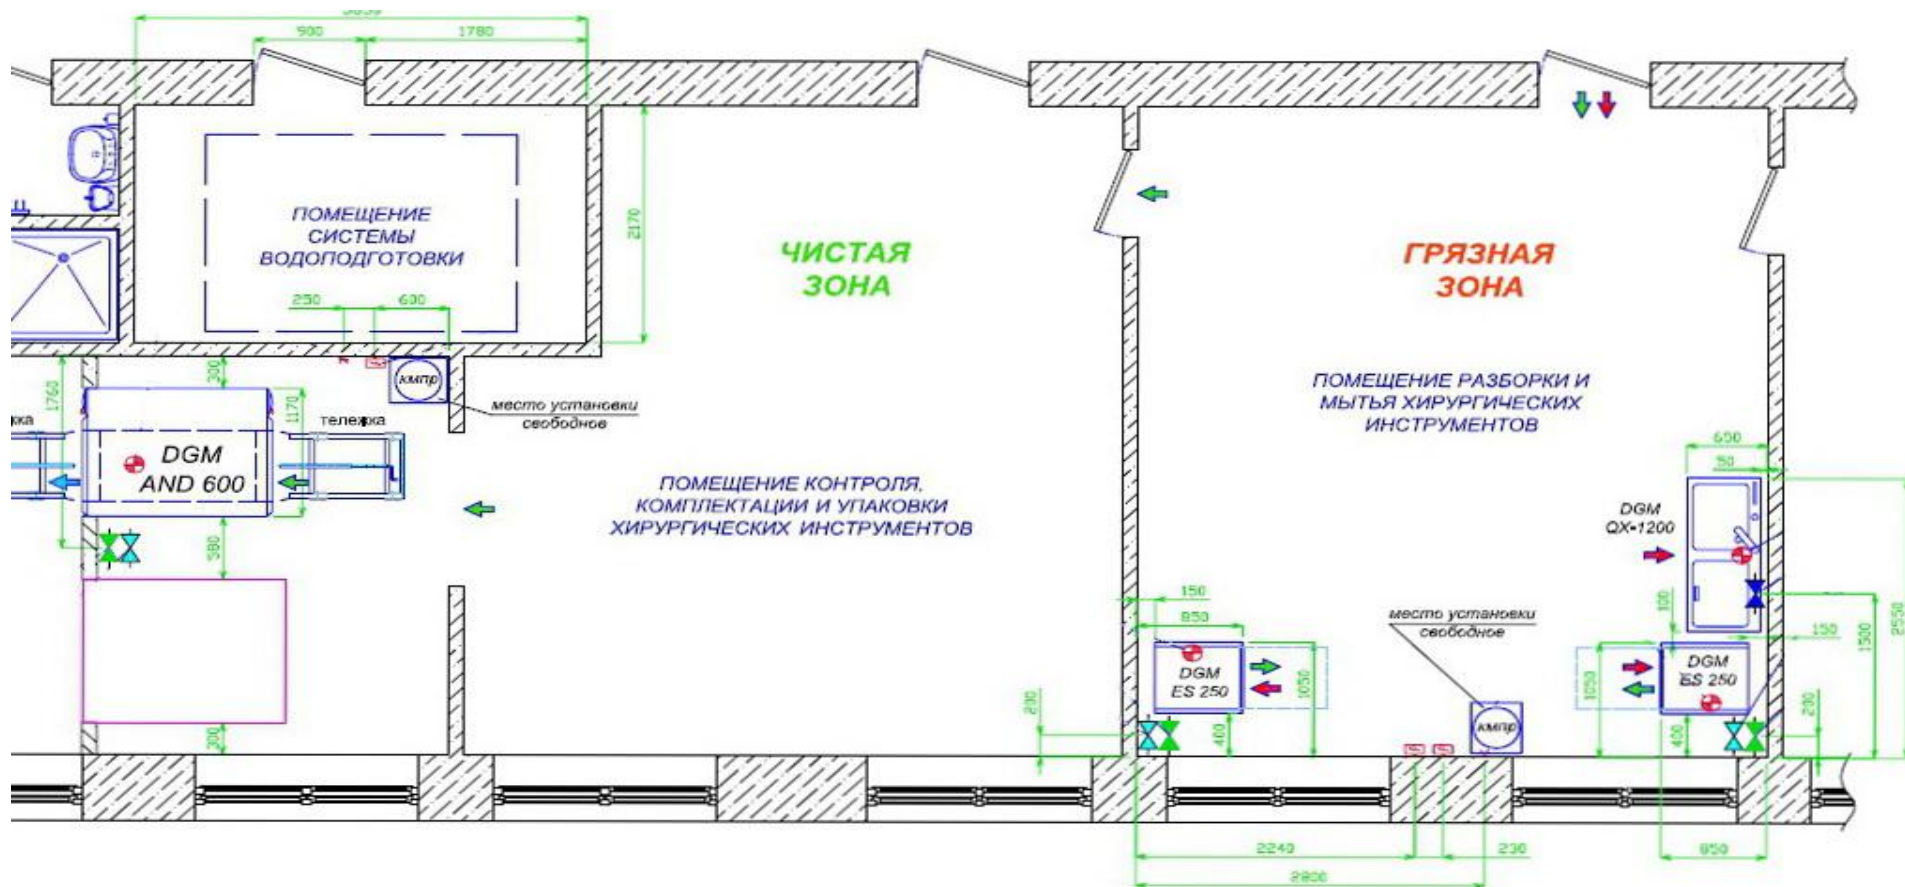 900
1780
ПОМЕЩЕНИЕ
СИСТЕМЫ
ВОДОПОДГОТОВКИ
250
600
2170
ЧИСТАЯ
ЗОНА
ГРЯЗНАЯ
ЗОНА
1760
300
1170
кмпр
место установки
свободное
тележка
DGM
AND 600
580
300
ПОМЕЩЕНИЕ КОНТРОЛЯ,
КОМПЛЕКТАЦИИ И УПАКОВКИ
ХИРУРГИЧЕСКИХ ИНСТРУМЕНТОВ
ПОМЕЩЕНИЕ РАЗБОРКИ И
МЫТЬЯ ХИРУРГИЧЕСКИХ
ИНСТРУМЕНТОВ
650
50
DGM
QX-1200
100
150
1500
2550
150
850
DGM
ES 250
1050
200
400
место установки
свободное
кмпр
1050
DGM
ES 250
400
200
2240
230
850
2800